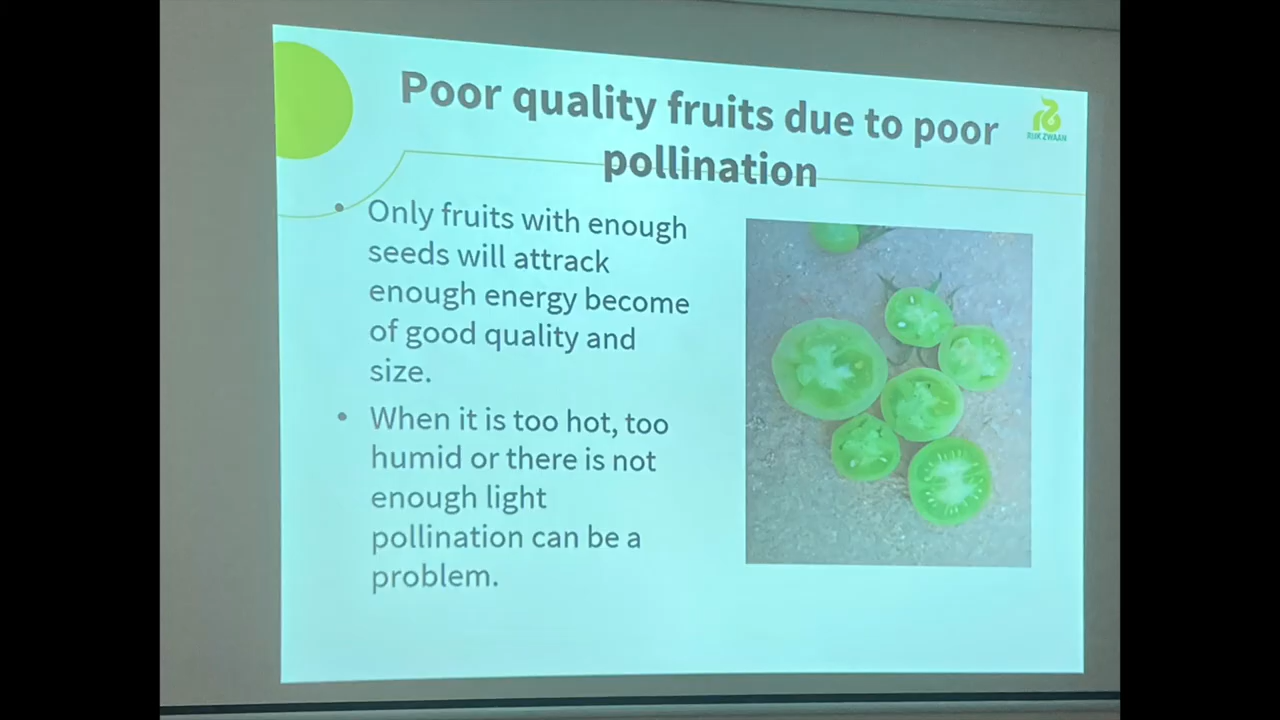 Poor quality fruits due to poor
pollination
RIJK ZWAAN
• Only fruits with enough
seeds will attrack
enough energy become
of good quality and
size.
• When it is too hot, too
humid or there is not
enough light
pollination can be a
problem.